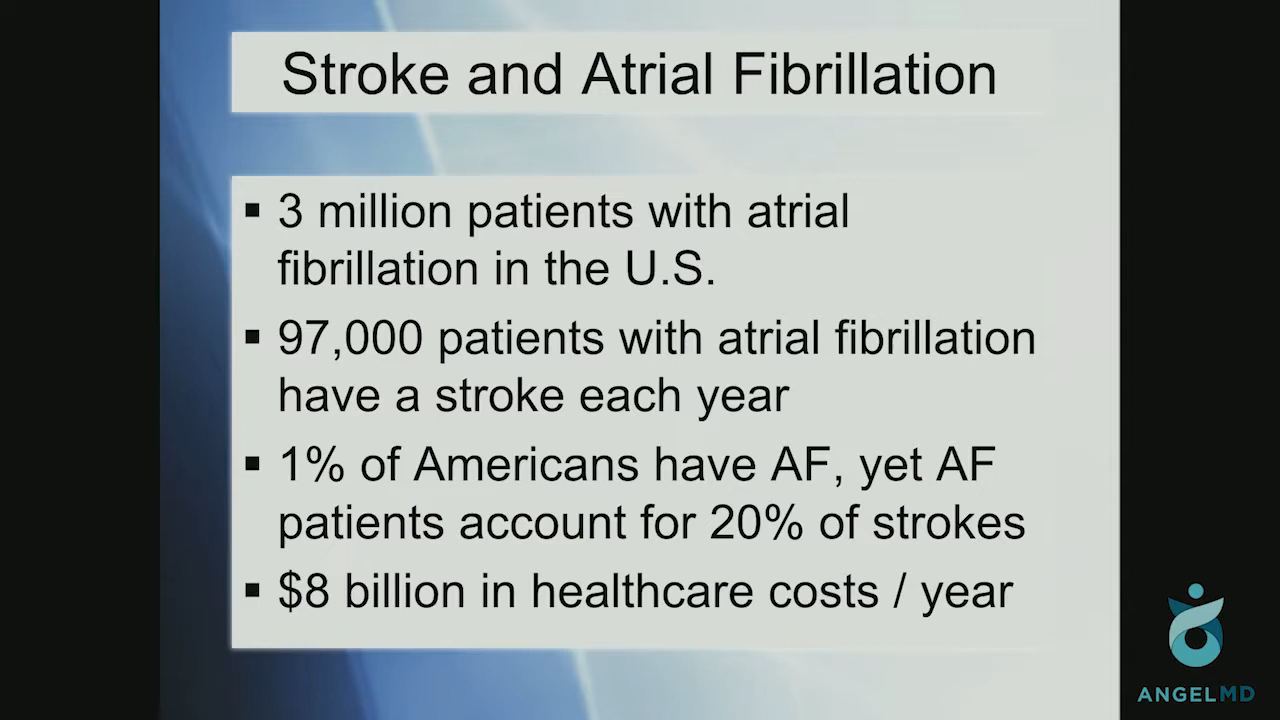 Stroke and Atrial Fibrillation
▪ 3 million patients with atrial
fibrillation in the U.S.
▪ 97,000 patients with atrial fibrillation
have a stroke each year
▪ 1% of Americans have AF, yet AF
patients account for 20% of strokes
▪ $8 billion in healthcare costs / year
ANGELMD